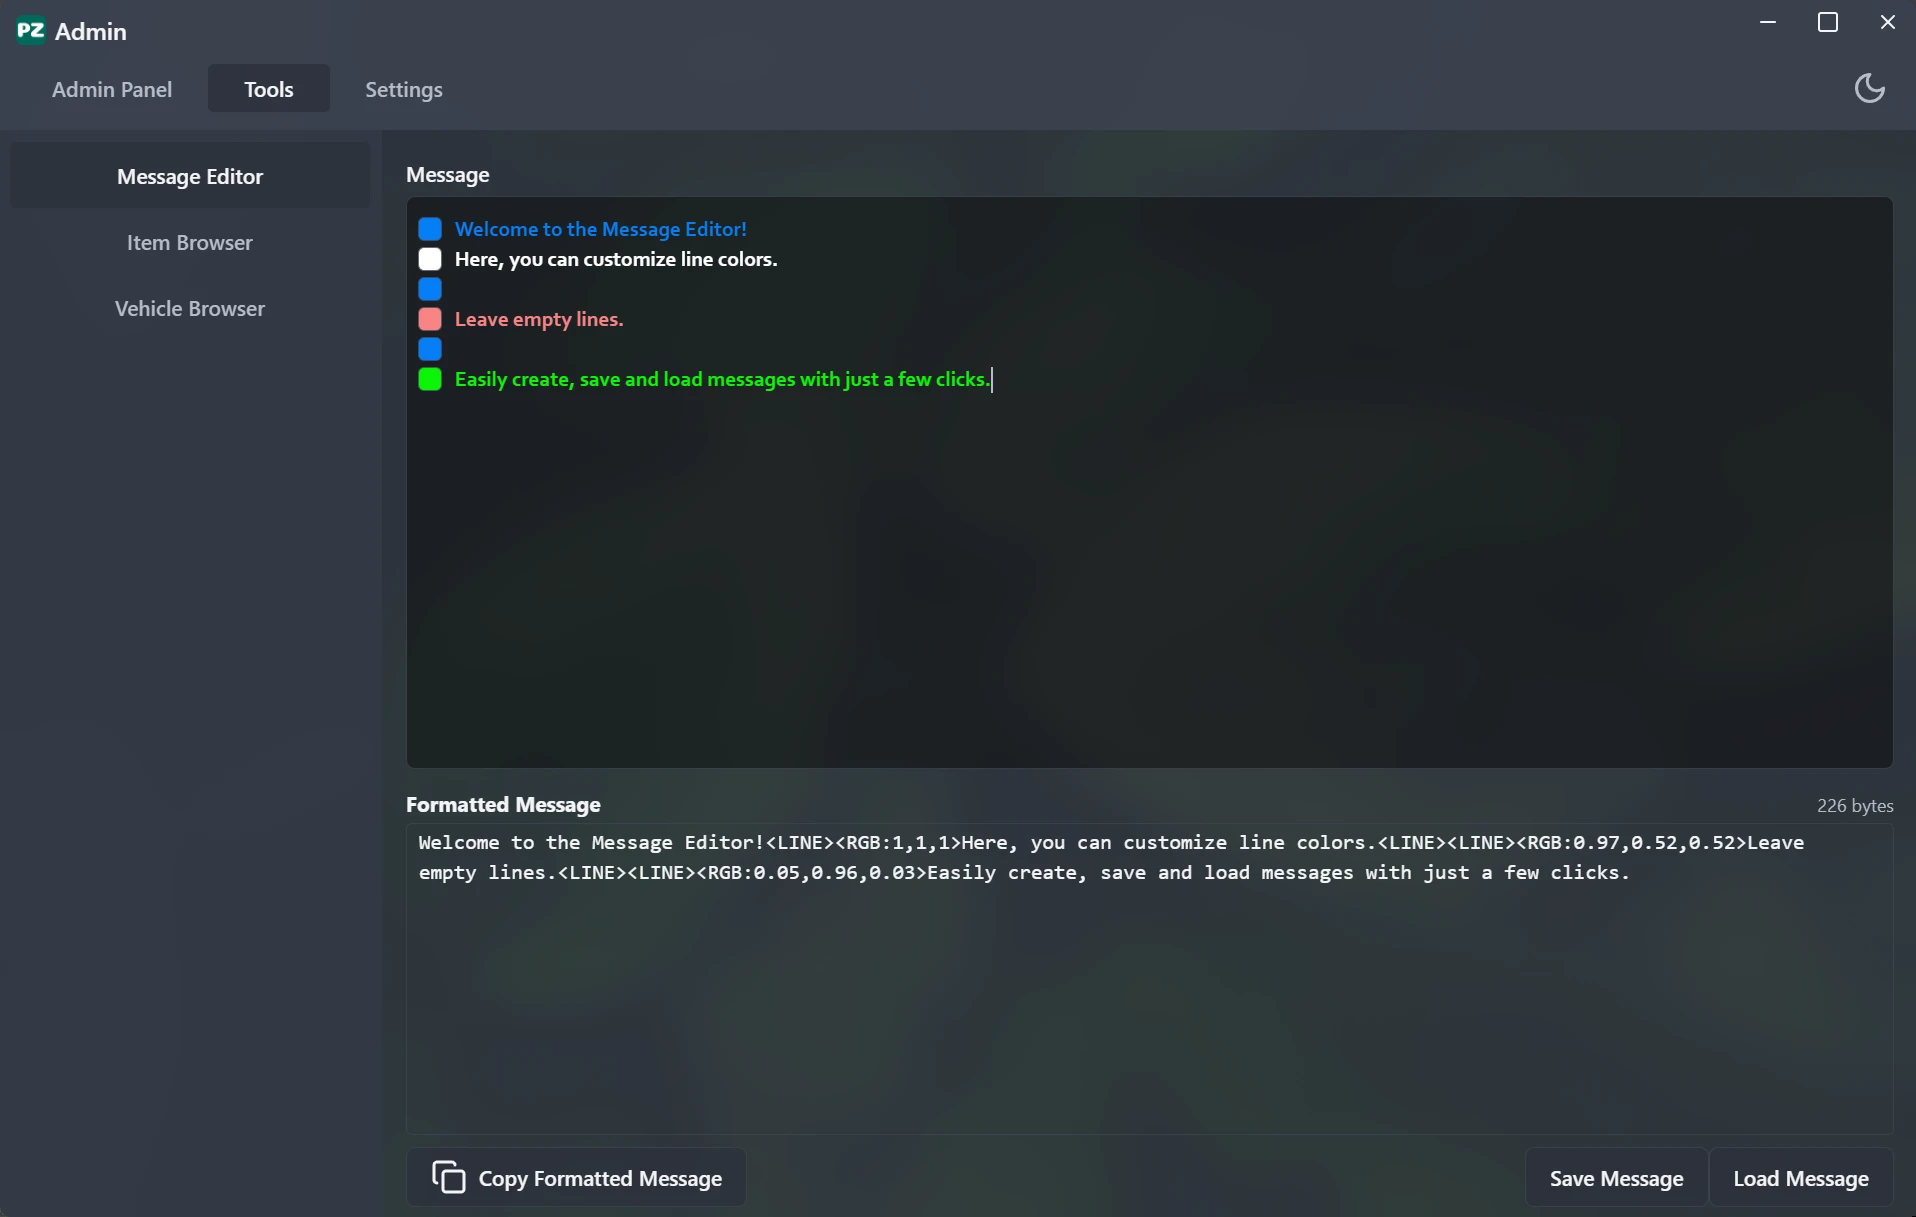 PZ Admin
Admin Panel
Tools
Settings
Message Editor
Item Browser
Vehicle Browser
Message
Welcome to the Message Editor!
Here, you can customize line colors.
Leave empty lines.
Easily create, save and load messages with just a few clicks.
Formatted Message
226 bytes
Welcome to the Message Editor!<LINE><RGB:1,1,1>Here, you can customize line colors.<LINE><LINE><RGB:0.97,0.52,0.52>Leave
empty lines.<LINE><LINE><RGB:0.05,0.96,0.03>Easily create, save and load messages with just a few clicks.
Copy Formatted Message
Save Message
Load Message